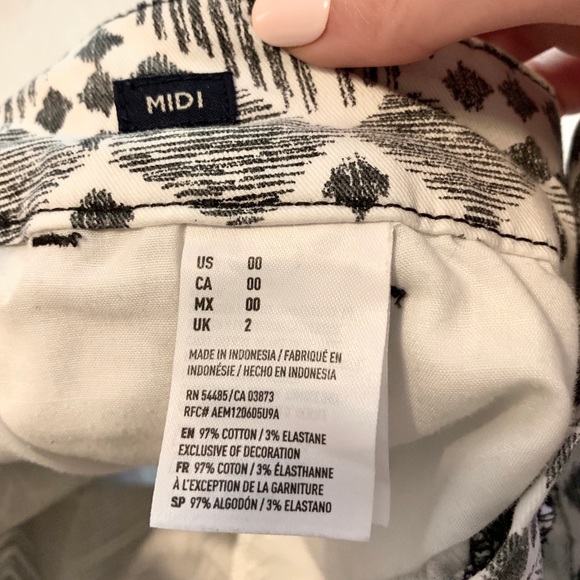 MIDI
US 00
CA 00
MX 00
UK 2
MADE IN INDONESIA / FABRIQUÉ EN
INDONÉSIE / HECHO EN INDONESIA
RN 54485/CA 03873
RFC# AEM120605U9A
EN 97% COTTON / 3% ELASTANE
EXCLUSIVE OF DECORATION
FR 97% COTON / 3% ÉLASTHANNE
À L'EXCEPTION DE LA GARNITURE
SP 97% ALGODÓN / 3% ELASTANO